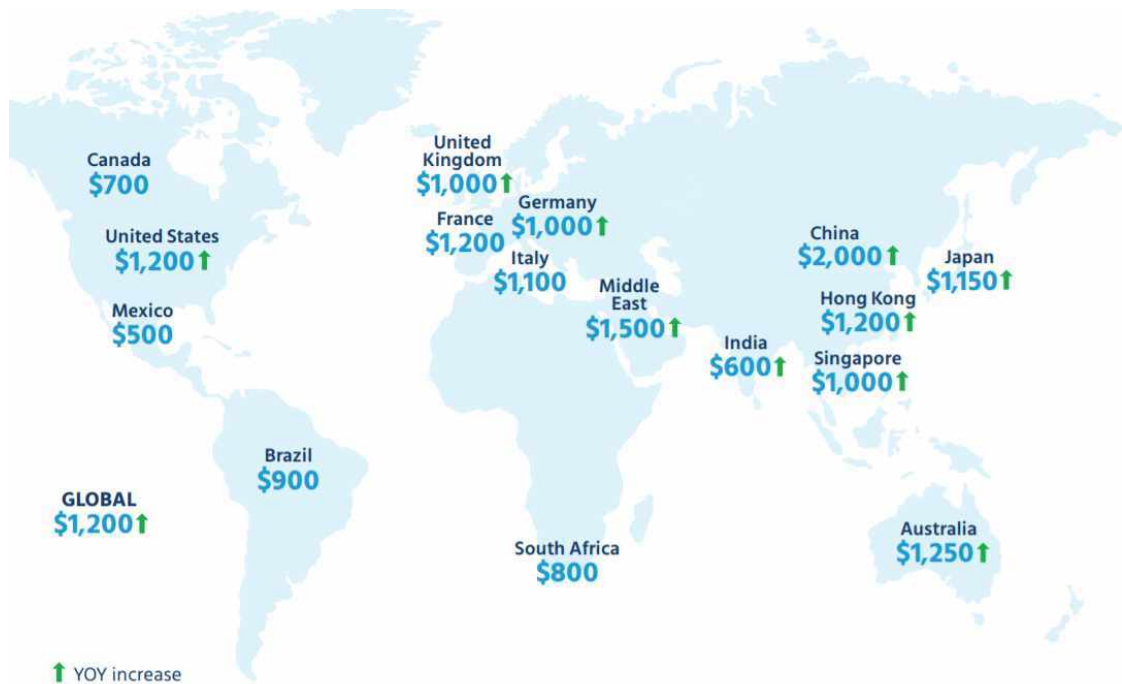 Canada
$700
United States
$1,200
Mexico
$500
United
Kingdom
$1,000
France
$1,200
Germany
$1,000
Italy
$1,100
Middle
East
$1,500
China
$2,000
Japan
$1,150
Hong Kong
$1,200
India
$600
Singapore
$1,000
Brazil
$900
GLOBAL
$1,200
South Africa
$800
Australia
$1,250
YOY increase